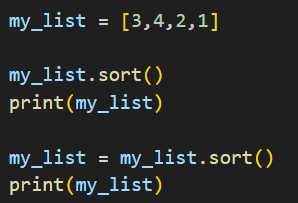 my_list = [3,4,2,1]
my_list.sort()
print(my_list)
my_list = my_list.sort()
print(my_list)